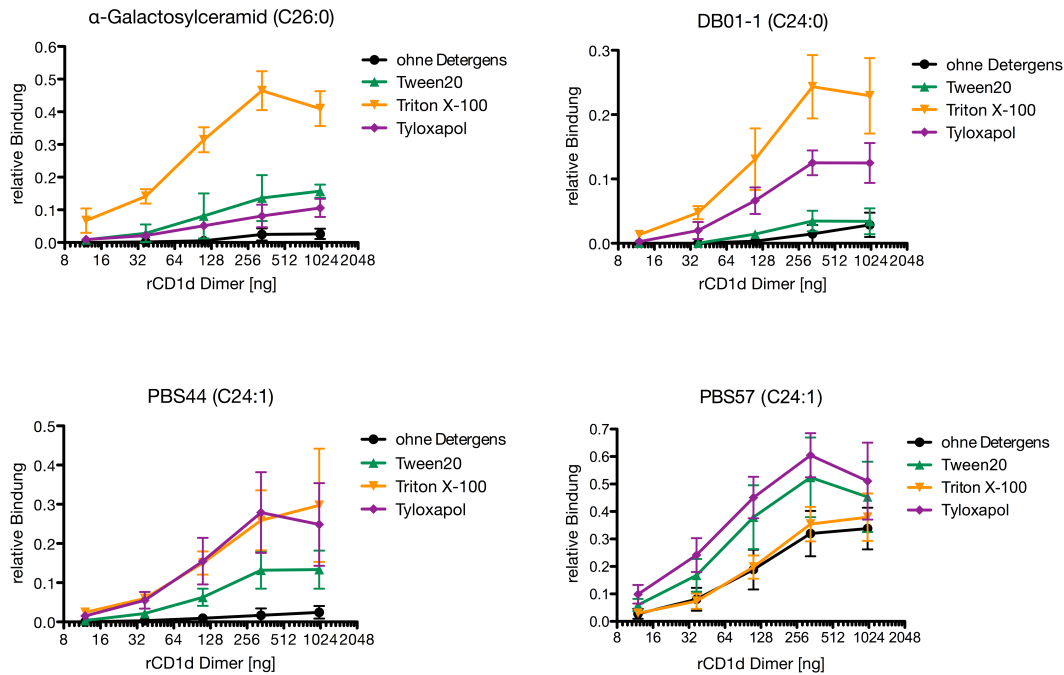 α-Galactosylceramid (C26:0)
relative Bindung
0.6
0.5
0.4
0.3
0.2
0.1
0.0
8 16 32 64 128 256 512 1024 2048
rCD1d Dimer [ng]
ohne Detergens
Tween20
Triton X-100
Tyloxapol
DB01-1 (C24:0)
relative Bindung
0.3
0.2
0.1
0.0
8 16 32 64 128 256 512 1024 2048
rCD1d Dimer [ng]
ohne Detergens
Tween20
Triton X-100
Tyloxapol
PBS44 (C24:1)
relative Bindung
0.5
0.4
0.3
0.2
0.1
0.0
8 16 32 64 128 256 512 1024 2048
rCD1d Dimer [ng]
ohne Detergens
Tween20
Triton X-100
Tyloxapol
PBS57 (C24:1)
relative Bindung
0.7
0.6
0.5
0.4
0.3
0.2
0.1
0.0
8 16 32 64 128 256 512 1024 2048
rCD1d Dimer [ng]
ohne Detergens
Tween20
Triton X-100
Tyloxapol